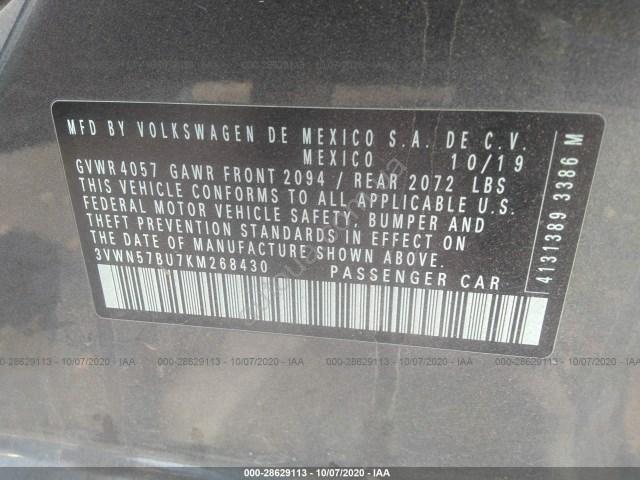 MFD BY VOLKSWAGEN DE MEXICO S.A. DE C.V.
MEXICO 10/19
GVWR 4057 GAWR FRONT 2094 / REAR 2072 LBS
THIS VEHICLE CONFORMS TO ALL APPLICABLE U.S.
FEDERAL MOTOR VEHICLE SAFETY, BUMPER AND
THEFT PREVENTION STANDARDS IN EFFECT ON
THE DATE OF MANUFACTURE SHOWN ABOVE.
3VWN57BU7KM268430 PASSENGER CAR
4131389 3386 M
000-28629113 - 10/07/2020 - IAA